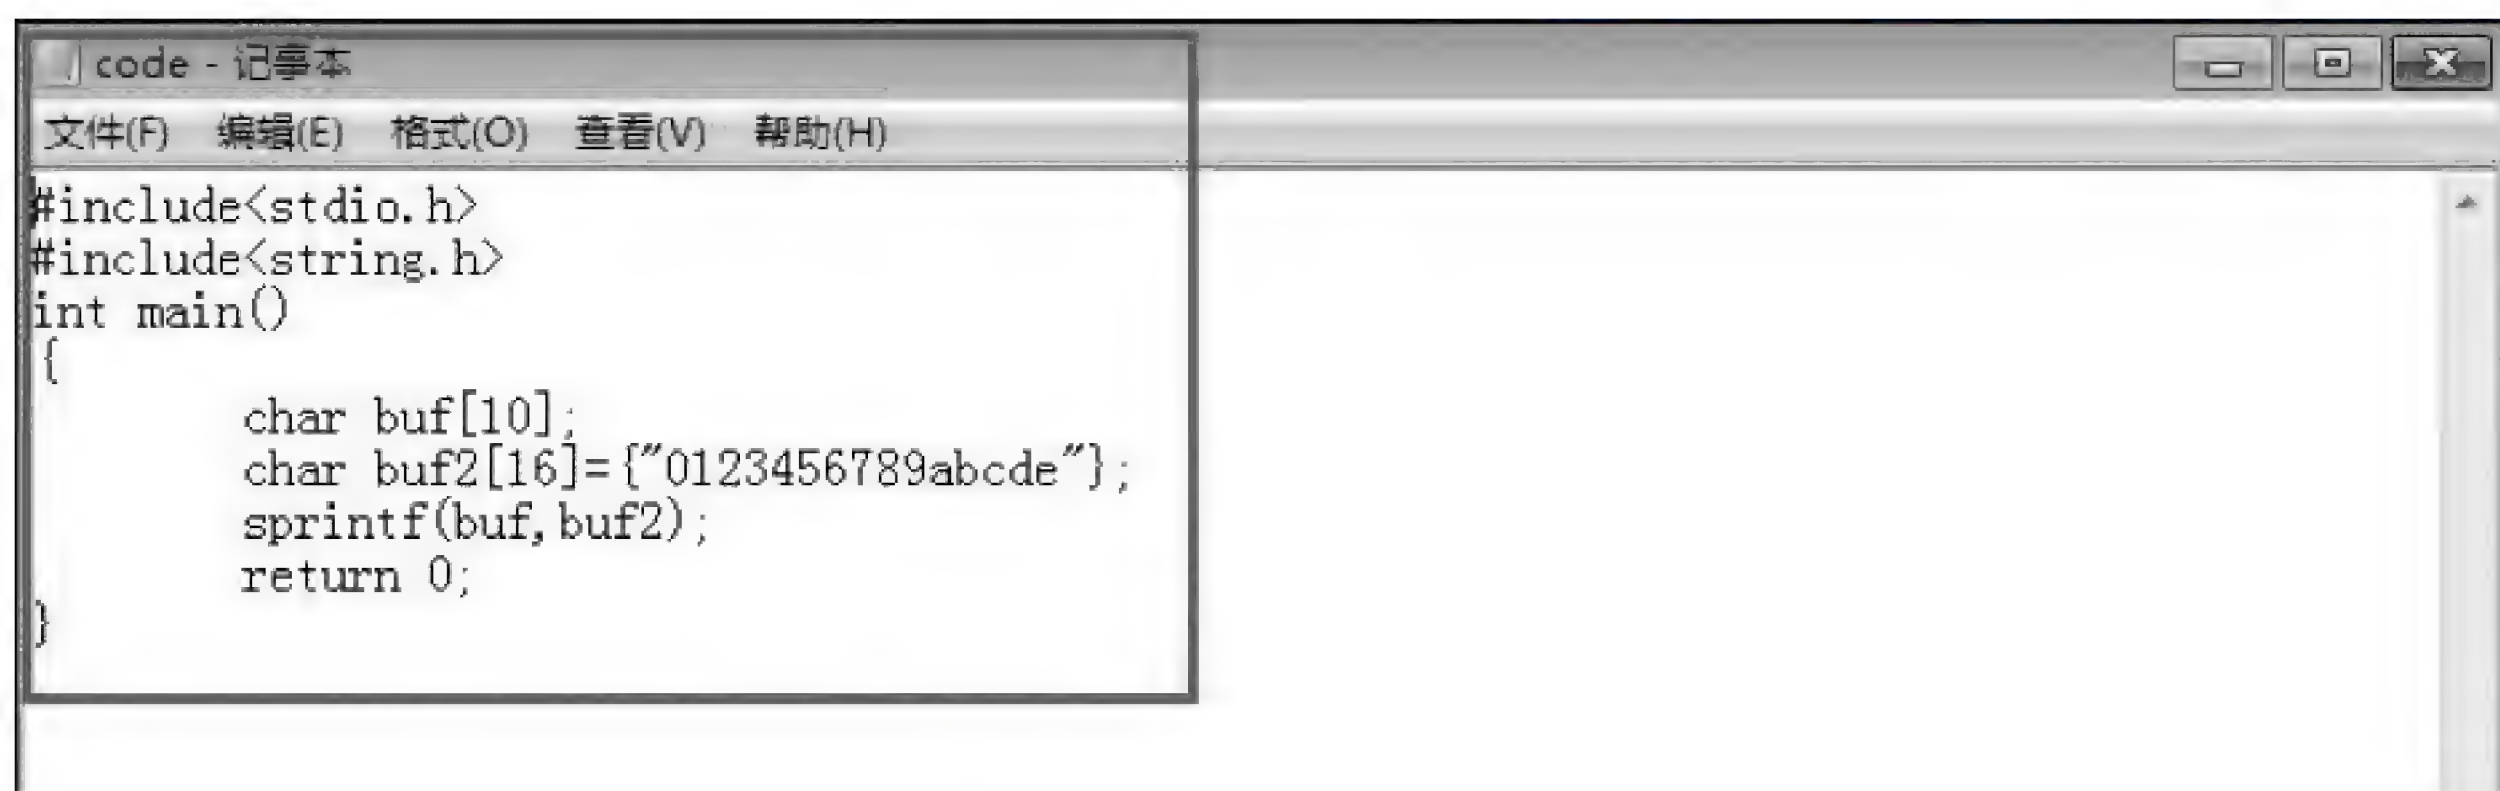 code - 记事本
文件(F) 编辑(E) 格式(O) 查看(V) 帮助(H)
#include<stdio.h>
#include<string.h>
int main()
{
char buf[10];
char buf2[16]={"0123456789abcde"};
sprintf(buf,buf2);
return 0;
}